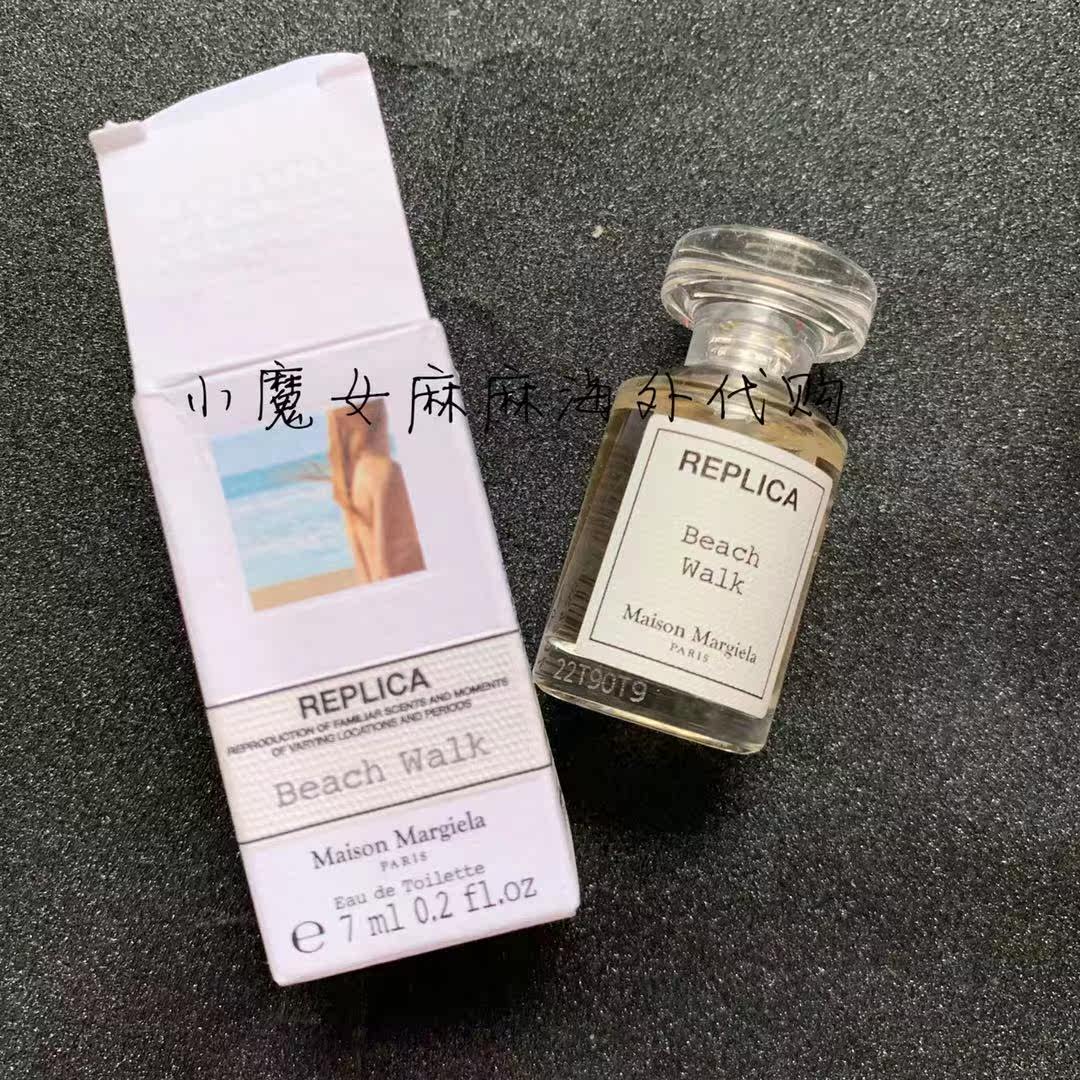 小魔女麻麻海外代购
REPLICA
REPRODUCTION OF FAMILIAR SCENTS AND MOMENTS
OF VARYING LOCATIONS AND PERIODS
Beach Walk
Maison Margiela
PARIS
Eau de Toilette
℮ 7 ml 0.2 fl.oz
REPLICA
Beach
Walk
Maison Margiela
PARIS
22T90T9